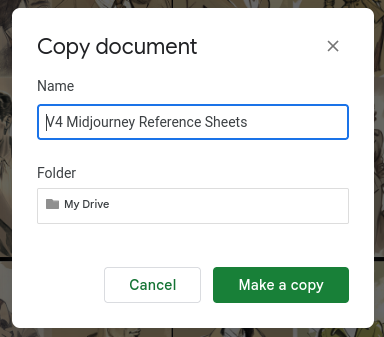 Copy document
Name
V4 Midjourney Reference Sheets
Folder
My Drive
Cancel
Make a copy